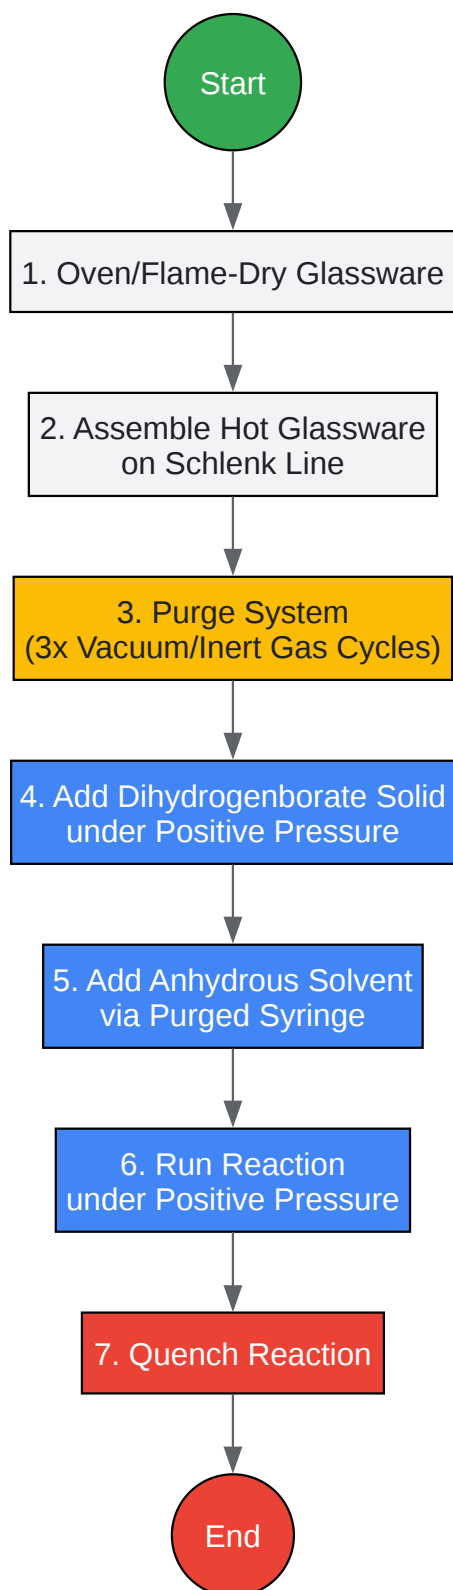 Start
1. Oven/Flame-Dry Glassware
2. Assemble Hot Glassware
on Schlenk Line
3. Purge System
(3x Vacuum/Inert Gas Cycles)
4. Add Dihydrogenborate Solid
under Positive Pressure
5. Add Anhydrous Solvent
via Purged Syringe
6. Run Reaction
under Positive Pressure
7. Quench Reaction
End